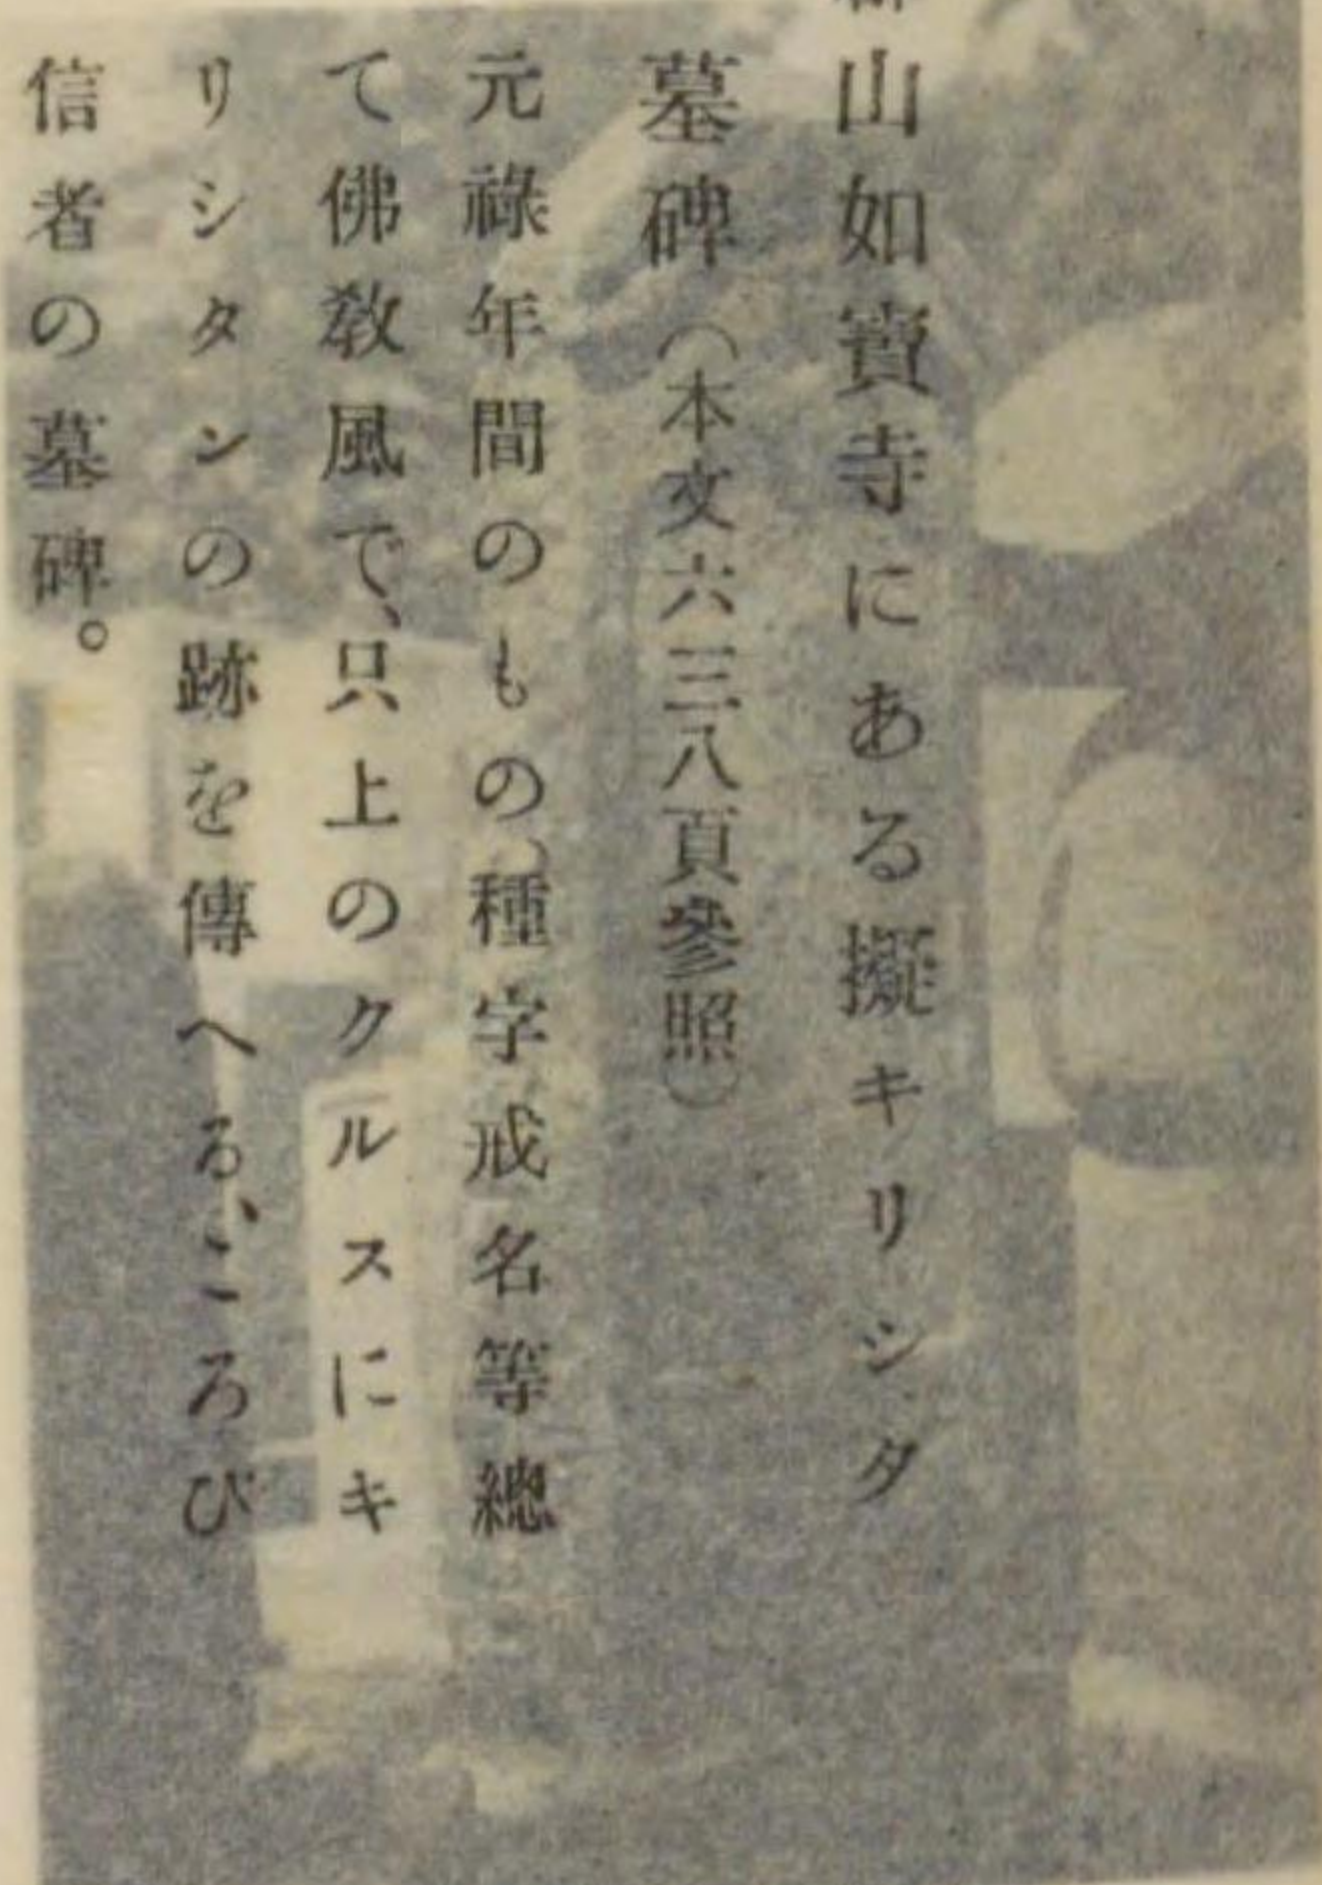 山如寶寺にある擬キリシタ
墓碑（本文六三八頁參照）
元祿年間のもの、種字戒名等總
て佛敎風で、只上のクルスにキ
リシタンの跡を傳へる、ころび
信者の墓碑。